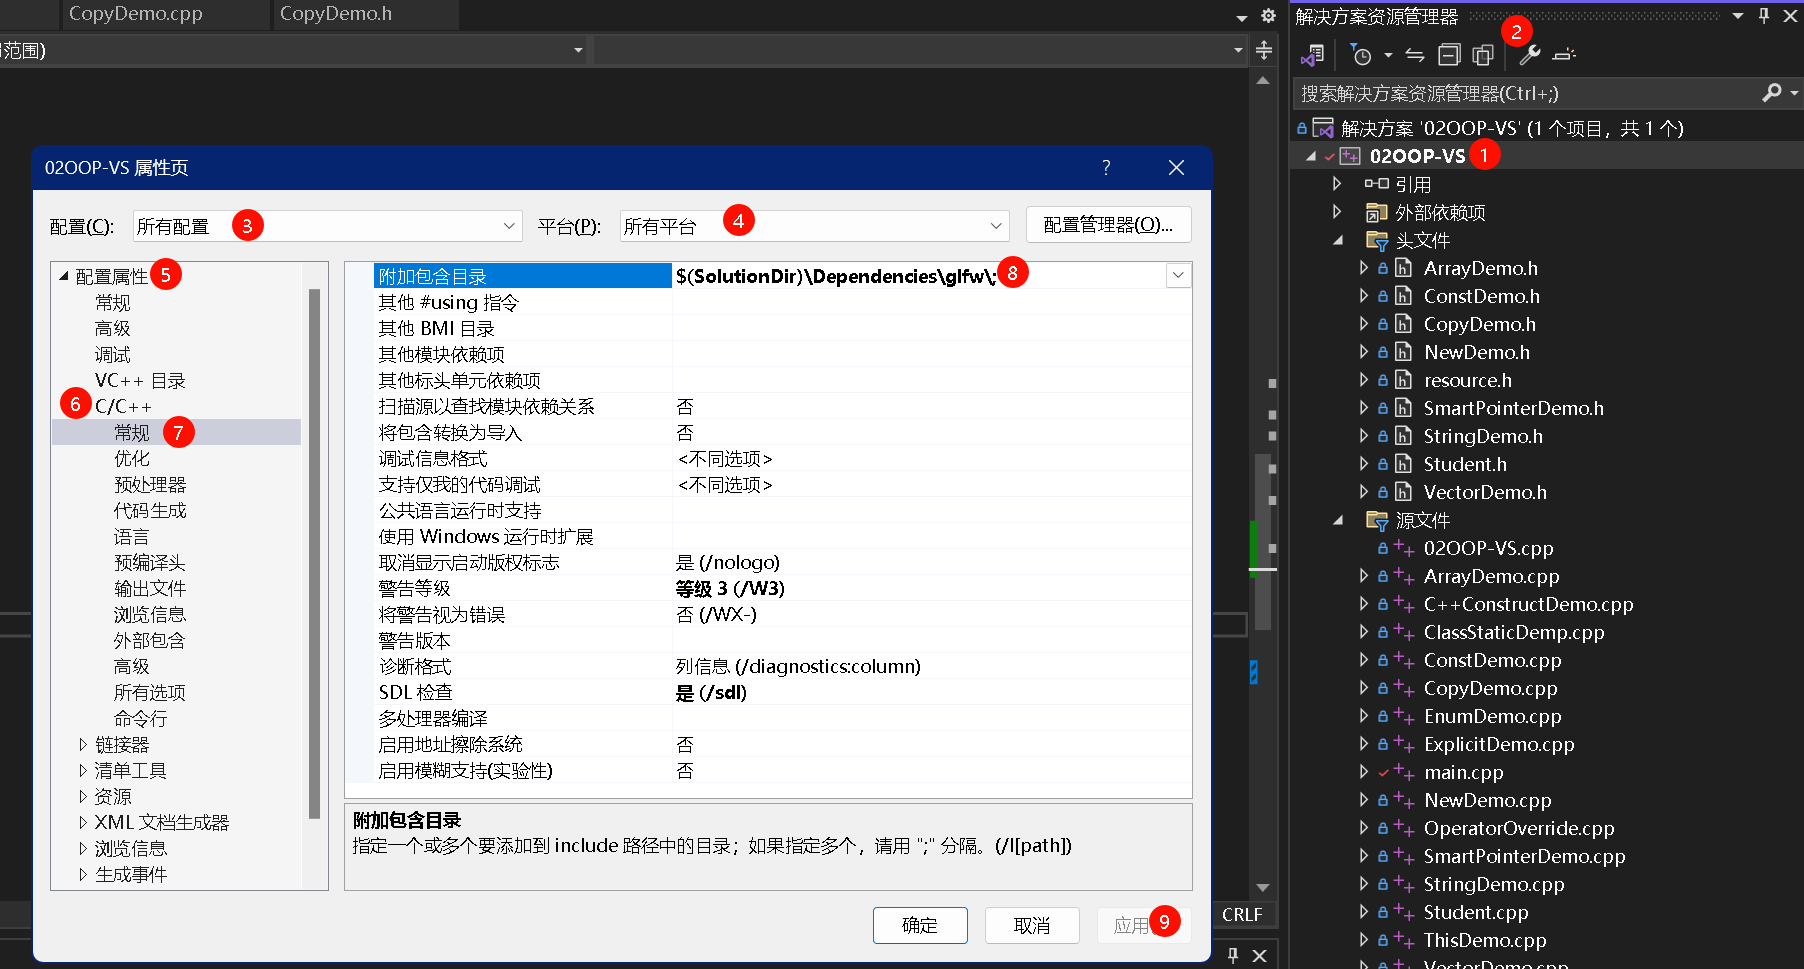 CopyDemo.cpp
CopyDemo.h
范围)
02OOP-VS 属性页
?
配置(C):
所有配置
3
平台(P):
所有平台
4
配置管理器(O)...
配置属性
5
常规
高级
调试
VC++ 目录
6
C/C++
常规
7
优化
预处理器
代码生成
语言
预编译头
输出文件
浏览信息
外部包含
高级
所有选项
命令行
链接器
清单工具
资源
XML 文档生成器
浏览信息
生成事件
附加包含目录 $(SolutionDir)\Dependencies\glfw\;
8
其他 #using 指令
其他 BMI 目录
其他模块依赖项
其他标头单元依赖项
扫描源以查找模块依赖关系 否
将包含转换为导入 否
调试信息格式 <不同选项>
支持仅我的代码调试 <不同选项>
公共语言运行时支持
使用 Windows 运行时扩展
取消显示启动版权标志 是 (/nologo)
警告等级 等级 3 (/W3)
将警告视为错误 否 (/WX-)
警告版本
诊断格式 列信息 (/diagnostics:column)
SDL 检查 是 (/sdl)
多处理器编译
启用地址擦除系统 否
启用模糊支持(实验性) 否
附加包含目录
指定一个或多个要添加到 include 路径中的目录；如果指定多个，请用 ";" 分隔。(/I[path])
确定
取消
应用
9
CRLF
解决方案资源管理器
2
搜索解决方案资源管理器(Ctrl+;)
解决方案 '02OOP-VS' (1 个项目，共 1 个)
02OOP-VS
1
引用
外部依赖项
头文件
ArrayDemo.h
ConstDemo.h
CopyDemo.h
NewDemo.h
resource.h
SmartPointerDemo.h
StringDemo.h
Student.h
VectorDemo.h
源文件
02OOP-VS.cpp
ArrayDemo.cpp
C++ConstructDemo.cpp
ClassStaticDemp.cpp
ConstDemo.cpp
CopyDemo.cpp
EnumDemo.cpp
ExplicitDemo.cpp
main.cpp
NewDemo.cpp
OperatorOverride.cpp
SmartPointerDemo.cpp
StringDemo.cpp
Student.cpp
ThisDemo.cpp
VectorDemo.cpp